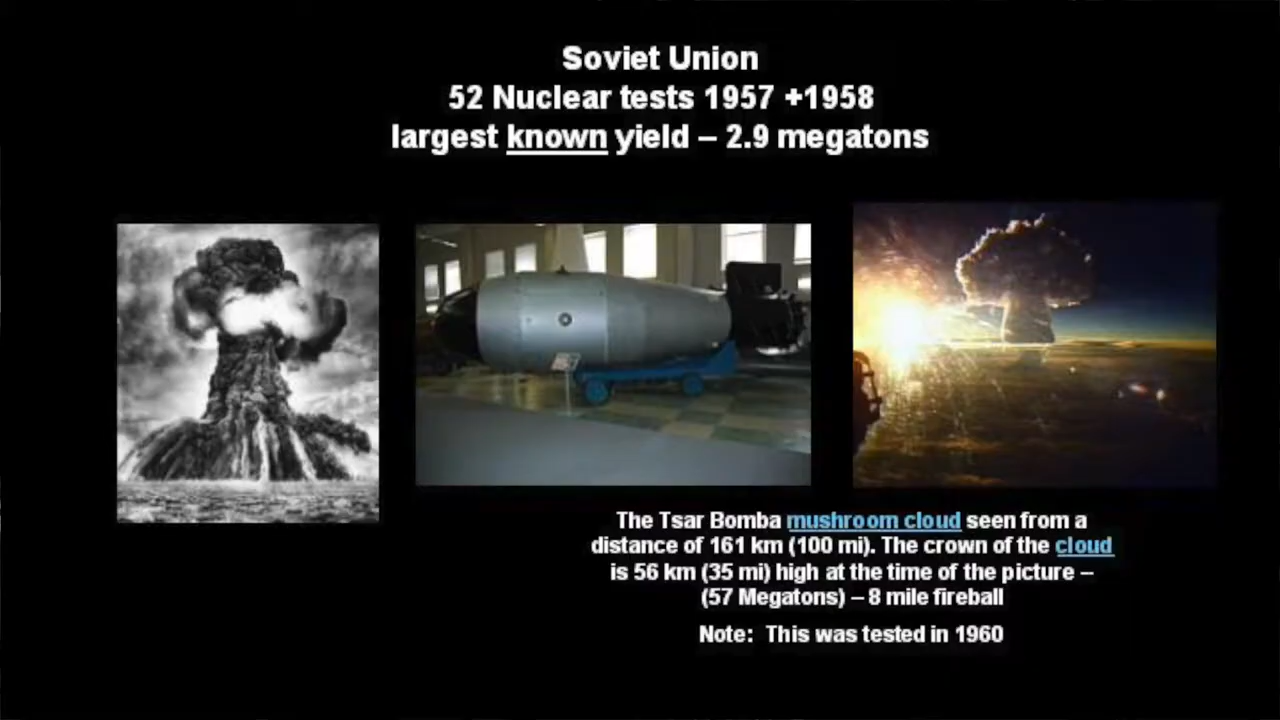 Soviet Union
52 Nuclear tests 1957 +1958
largest known yield – 2.9 megatons
The Tsar Bomba mushroom cloud seen from a
distance of 161 km (100 mi). The crown of the cloud
is 56 km (35 mi) high at the time of the picture –
(57 Megatons) – 8 mile fireball
Note: This was tested in 1960